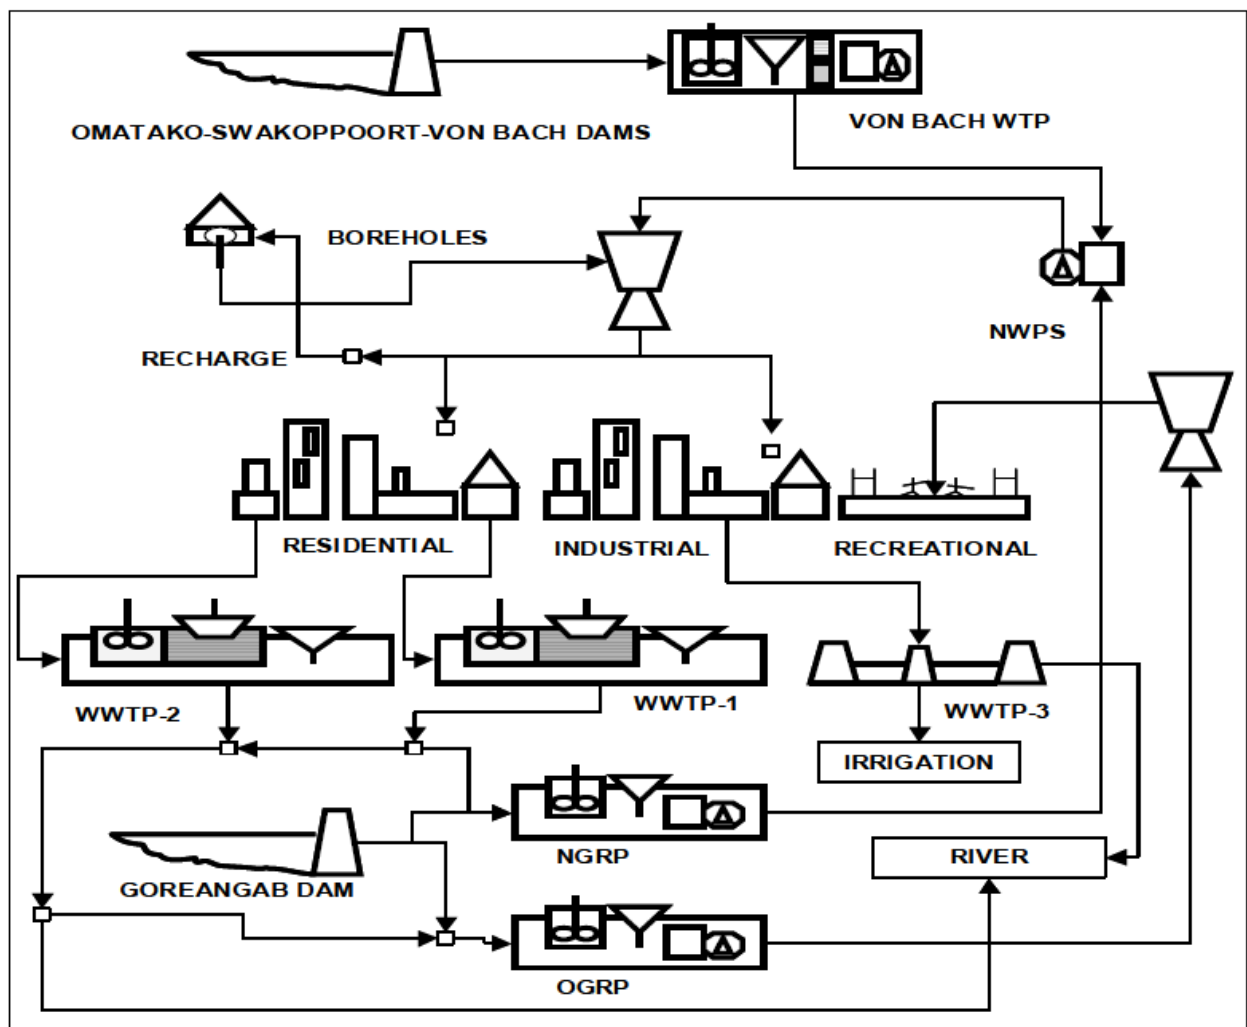 VON BACH WTP
OMATAKO-SWAKOPPOORT-VON BACH DAMS
BOREHOLES
NWPS
RECHARGE
RESIDENTIAL
INDUSTRIAL
RECREATIONAL
WWTP-2
WWTP-1
WWTP-3
IRRIGATION
NGRP
RIVER
GOREANGAB DAM
OGRP